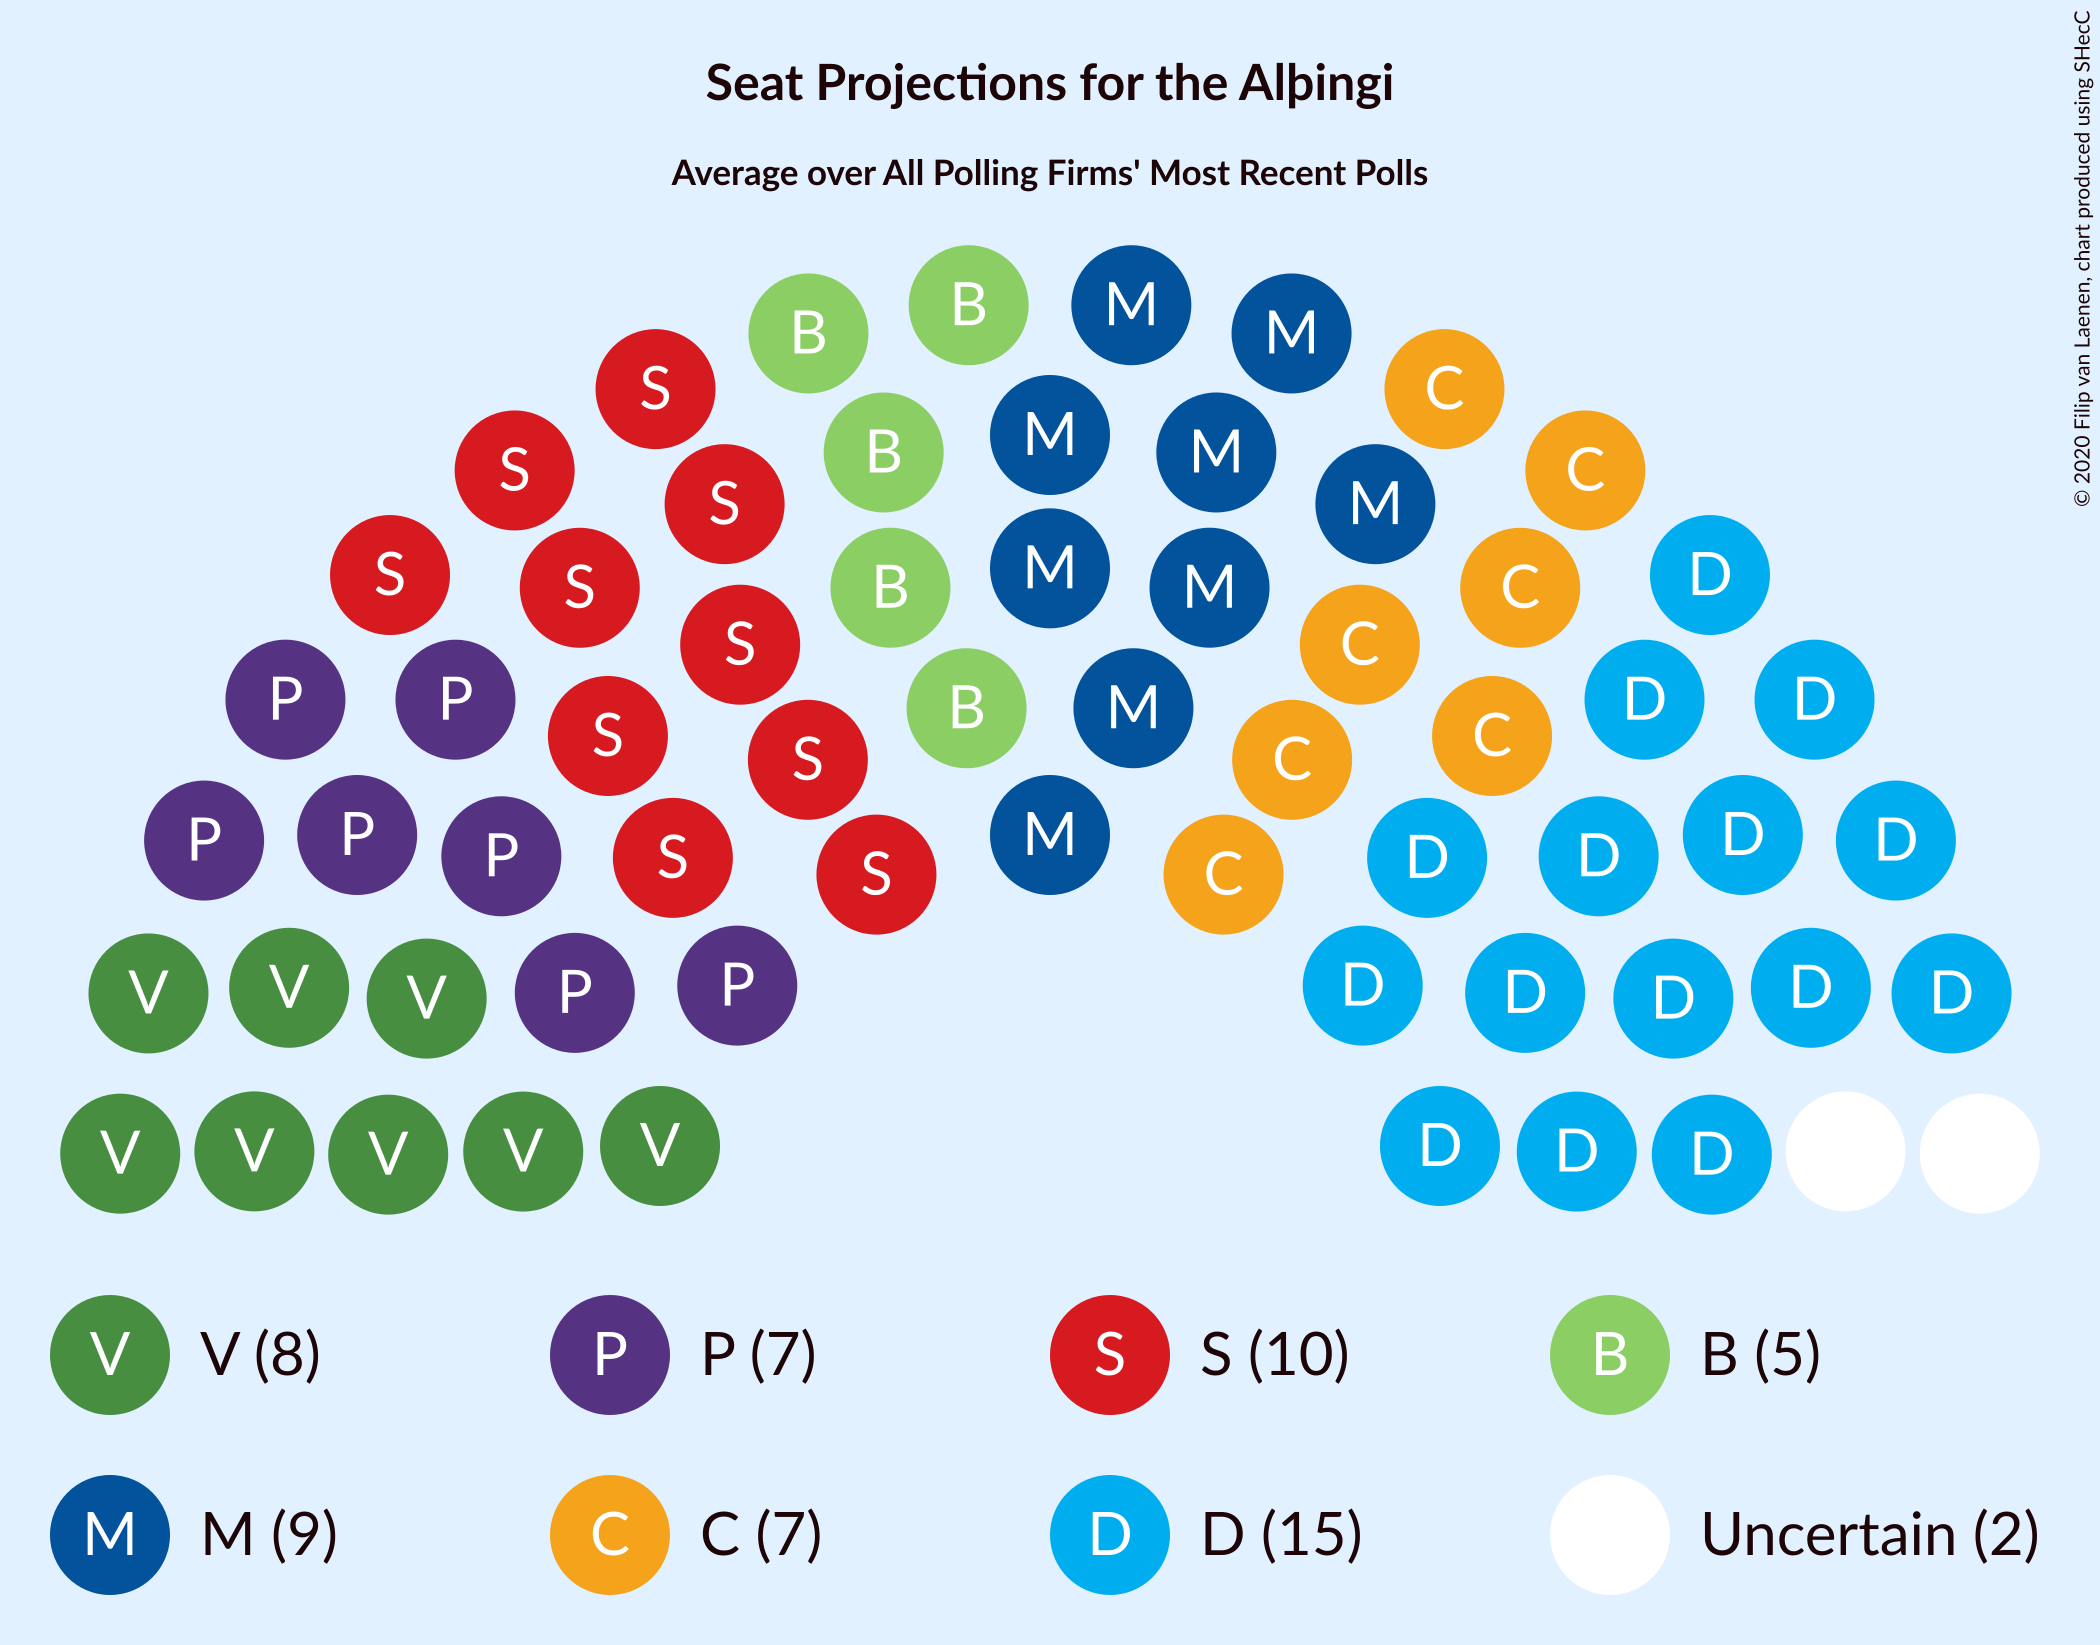 Seat Projections for the Alþingi
Average over All Polling Firms' Most Recent Polls
© 2020 Filip van Laenen, chart produced using SHecC
B B M M
S B M M C
S S M M C
S S B M M C C D
P P S S B M C C D D
P P P S S M C D D D D
V V V P P D D D D D
V V V V V D D D
V V (8) P P (7) S S (10) B B (5)
M M (9) C C (7) D D (15) Uncertain (2)